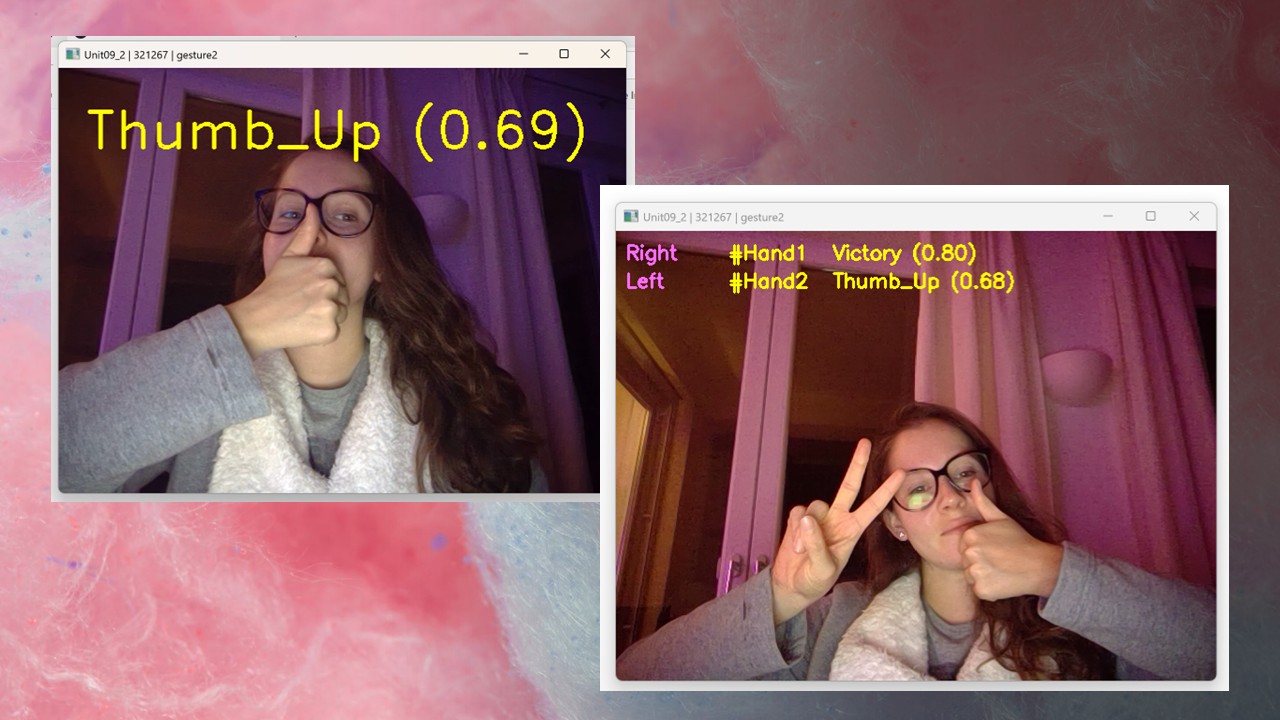 Unit09_2 | 321267 | gesture2
Thumb_Up (0.69)
Unit09_2 | 321267 | gesture2
Right #Hand1 Victory (0.80)
Left #Hand2 Thumb_Up (0.68)